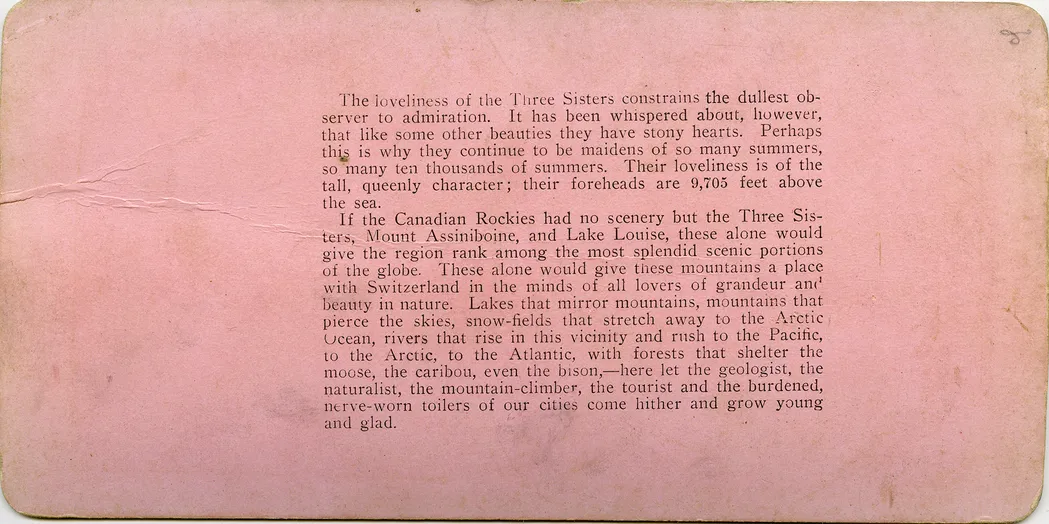 The loveliness of the Three Sisters constrains the dullest ob-
server to admiration. It has been whispered about, however,
that like some other beauties they have stony hearts. Perhaps
this is why they continue to be maidens of so many summers,
so many ten thousands of summers. Their loveliness is of the
tall, queenly character; their foreheads are 9,705 feet above
the sea.
If the Canadian Rockies had no scenery but the Three Sis-
ters, Mount Assiniboine, and Lake Louise, these alone would
give the region rank among the most splendid scenic portions
of the globe. These alone would give these mountains a place
with Switzerland in the minds of all lovers of grandeur and
beauty in nature. Lakes that mirror mountains, mountains that
pierce the skies, snow-fields that stretch away to the Arctic
Ocean, rivers that rise in this vicinity and rush to the Pacific,
to the Arctic, to the Atlantic, with forests that shelter the
moose, the caribou, even the bison,—here let the geologist, the
naturalist, the mountain-climber, the tourist and the burdened,
nerve-worn toilers of our cities come hither and grow young
and glad.